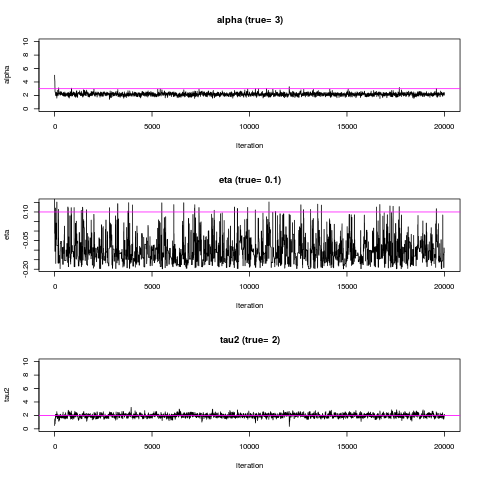 alpha (true= 3)
alpha
0 2 4 6 8 10
0 5000 10000 15000 20000
iteration
eta (true= 0.1)
eta
-0.20 -0.05 0.10
0 5000 10000 15000 20000
iteration
tau2 (true= 2)
tau2
0 2 4 6 8 10
0 5000 10000 15000 20000
iteration